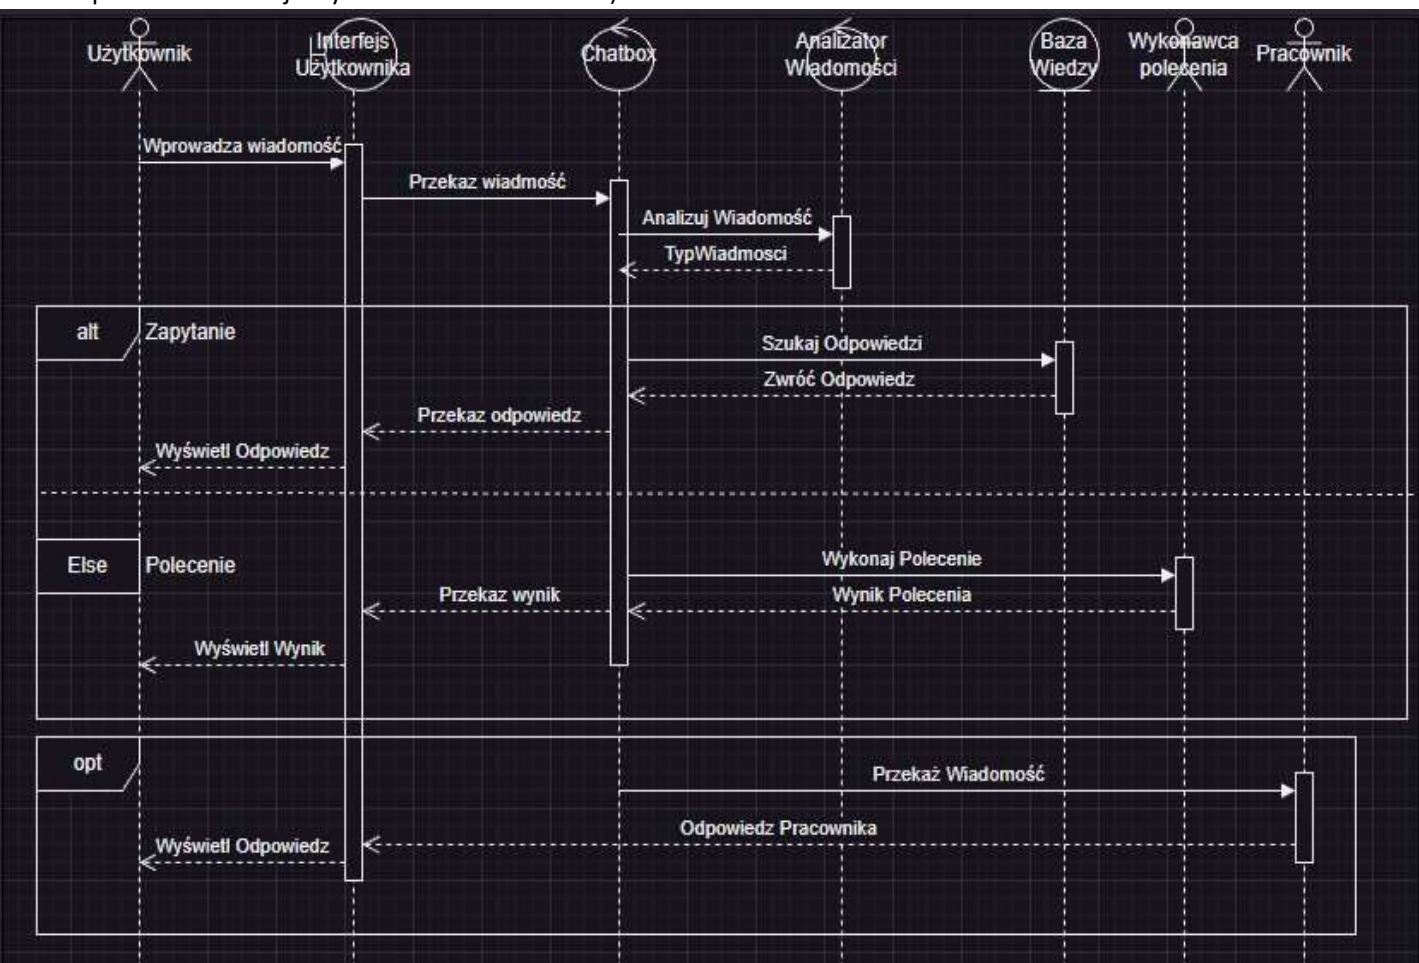 Użytkownik
Interfejs
Użytkownika
Chatbox
Analizator
Wiadomości
Baza
Wiedzy
Wykonawca
polecenia
Pracownik
Wprowadza wiadomość
Przekaz wiadmość
Analizuj Wiadomość
TypWiadmosci
alt
Zapytanie
Szukaj Odpowiedzi
Zwróć Odpowiedz
Przekaz odpowiedz
Wyświetl Odpowiedz
Else
Polecenie
Wykonaj Polecenie
Przekaz wynik
Wynik Polecenia
Wyświetl Wynik
opt
Przekaż Wiadomość
Odpowiedz Pracownika
Wyświetl Odpowiedz